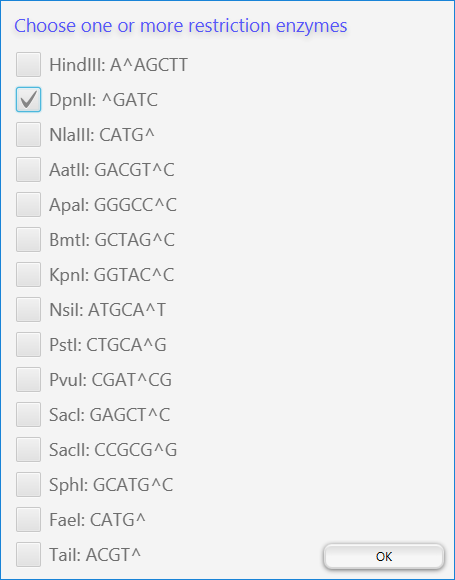 Choose one or more restriction enzymes
HindIII: A^AGCTT
DpnII: ^GATC
NlaIII: CATG^
AatII: GACGT^C
ApaI: GGGCC^C
BmtI: GCTAG^C
KpnI: GGTAC^C
NsiI: ATGCA^T
PstI: CTGCA^G
PvuI: CGAT^CG
SacI: GAGCT^C
SacII: CCGCG^G
SphI: GCATG^C
FaeI: CATG^
TaiI: ACGT^
OK